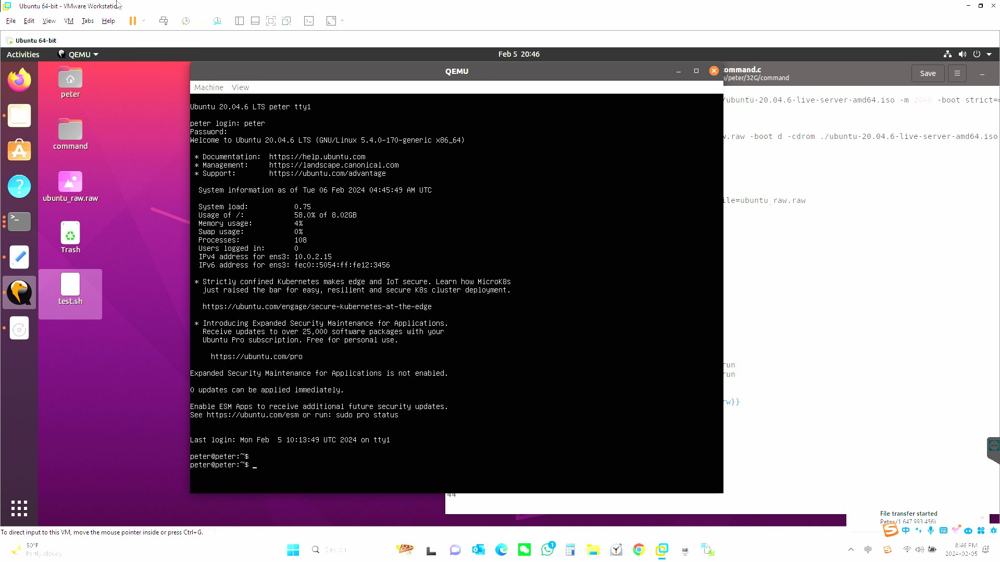 Ubuntu 64-bit - VMware Workstation
File Edit View VM Tabs Help
Ubuntu 64-bit
Activities QEMU Feb 5 20:46
peter
command
ubuntu_raw.raw
Trash
test.sh
QEMU
Machine View
Ubuntu 20.04.6 LTS peter tty1
peter login: peter
Password:
Welcome to Ubuntu 20.04.6 LTS (GNU/Linux 5.4.0-170-generic x86_64)
* Documentation: https://help.ubuntu.com
* Management: https://landscape.canonical.com
* Support: https://ubuntu.com/advantage
System information as of Tue 06 Feb 2024 04:45:49 AM UTC
System load: 0.75
Usage of /: 58.0% of 8.02GB
Memory usage: 4%
Swap usage: 0%
Processes: 108
Users logged in: 0
IPv4 address for ens3: 10.0.2.15
IPv6 address for ens3: fec0::5054:ff:fe12:3456
* Strictly confined Kubernetes makes edge and IoT secure. Learn how MicroK8s
just raised the bar for easy, resilient and secure K8s cluster deployment.
https://ubuntu.com/engage/secure-kubernetes-at-the-edge
* Introducing Expanded Security Maintenance for Applications.
Receive updates to over 25,000 software packages with your
Ubuntu Pro subscription. Free for personal use.
https://ubuntu.com/pro
Expanded Security Maintenance for Applications is not enabled.
0 updates can be applied immediately.
Enable ESM Apps to receive additional future security updates.
See https://ubuntu.com/esm or run: sudo pro status
Last login: Mon Feb 5 10:13:49 UTC 2024 on tty1
peter@peter:~$
peter@peter:~$ _
ommand.c
a/peter/32G/command
Save
/ubuntu-20.04.6-live-server-amd64.iso -m 2046 -boot strict=
w.raw -boot d -cdrom ./ubuntu-20.04.6-live-server-amd64.iso
ile=ubuntu_raw.raw
run
run
rw}}
44
File transfer started
Peter (1 647 993 456)
中
To direct input to this VM, move the mouse pointer inside or press Ctrl+G.
50°F
Partly cloudy
Search
1
中
8:46 PM
2024-02-05